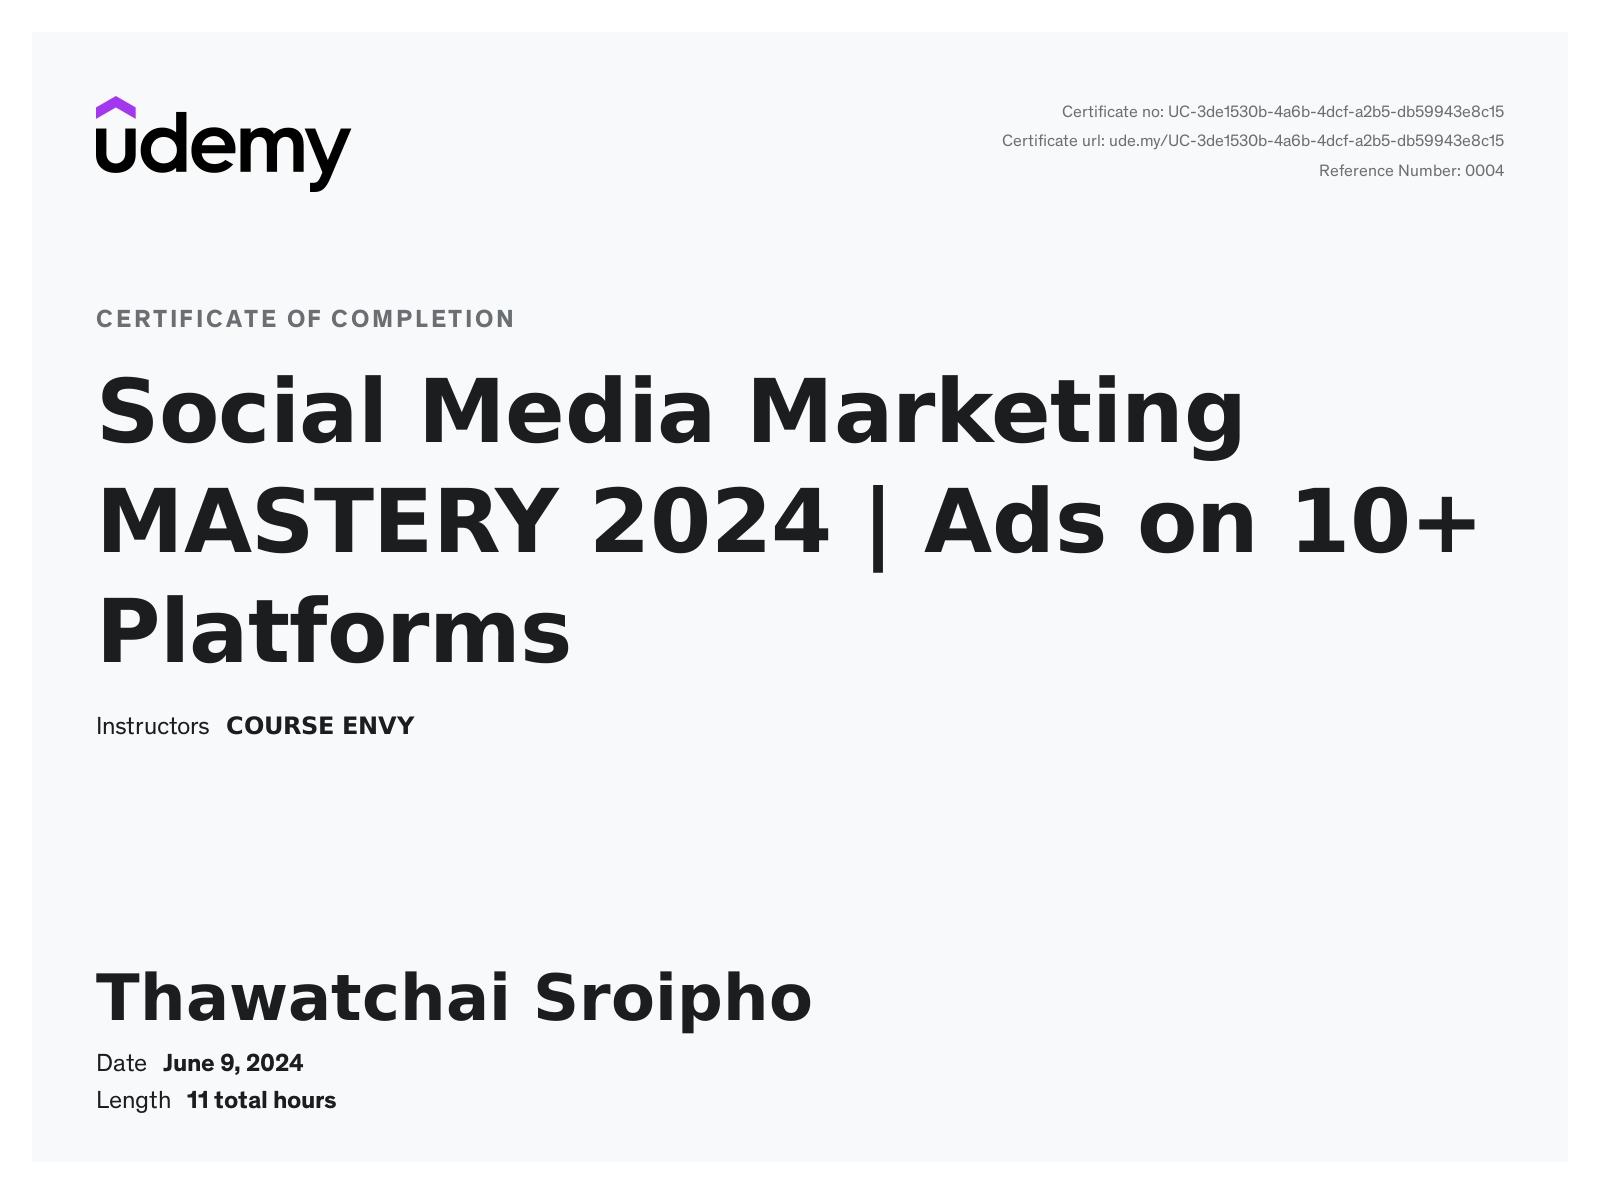 udemy
Certificate no: UC-3de1530b-4a6b-4dcf-a2b5-db59943e8c15
Certificate url: ude.my/UC-3de1530b-4a6b-4dcf-a2b5-db59943e8c15
Reference Number: 0004
CERTIFICATE OF COMPLETION
Social Media Marketing
MASTERY 2024 | Ads on 10+
Platforms
Instructors COURSE ENVY
Thawatchai Sroipho
Date June 9, 2024
Length 11 total hours